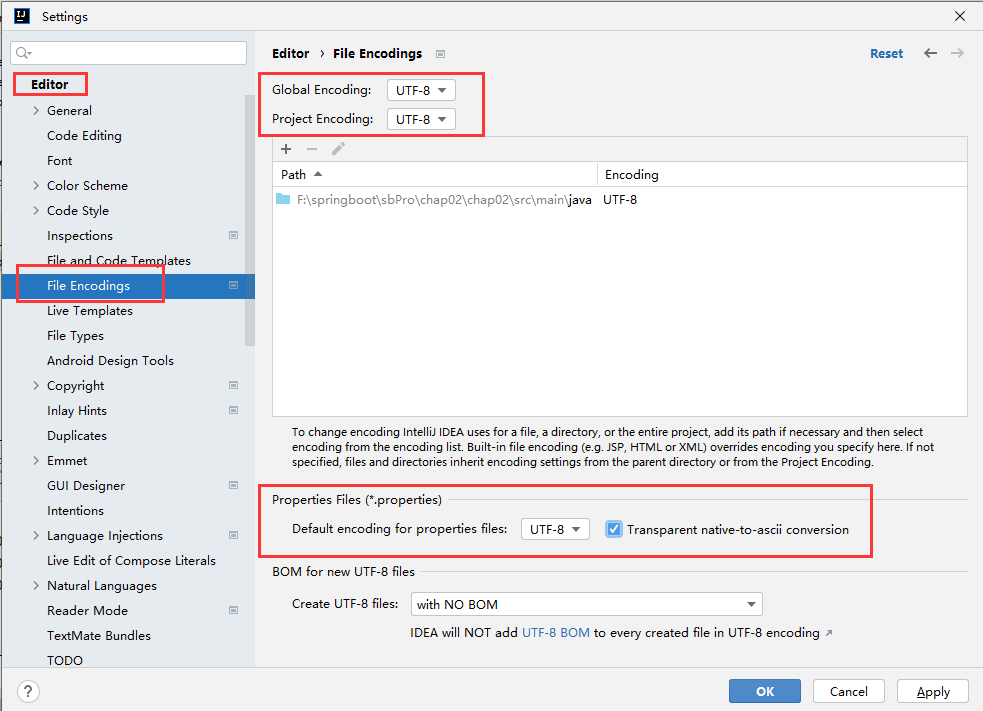 Settings
Editor
General
Code Editing
Font
Color Scheme
Code Style
Inspections
File and Code Templates
File Encodings
Live Templates
File Types
Android Design Tools
Copyright
Inlay Hints
Duplicates
Emmet
GUI Designer
Intentions
Language Injections
Live Edit of Compose Literals
Natural Languages
Reader Mode
TextMate Bundles
TODO
Editor › File Encodings
Reset
Global Encoding: UTF-8
Project Encoding: UTF-8
Path Encoding
F:\springboot\sbPro\chap02\chap02\src\main\java UTF-8
To change encoding IntelliJ IDEA uses for a file, a directory, or the entire project, add its path if necessary and then select
encoding from the encoding list. Built-in file encoding (e.g. JSP, HTML or XML) overrides encoding you specify here. If not
specified, files and directories inherit encoding settings from the parent directory or from the Project Encoding.
Properties Files (*.properties)
Default encoding for properties files: UTF-8 Transparent native-to-ascii conversion
BOM for new UTF-8 files
Create UTF-8 files: with NO BOM
IDEA will NOT add UTF-8 BOM to every created file in UTF-8 encoding ↗
? OK Cancel Apply